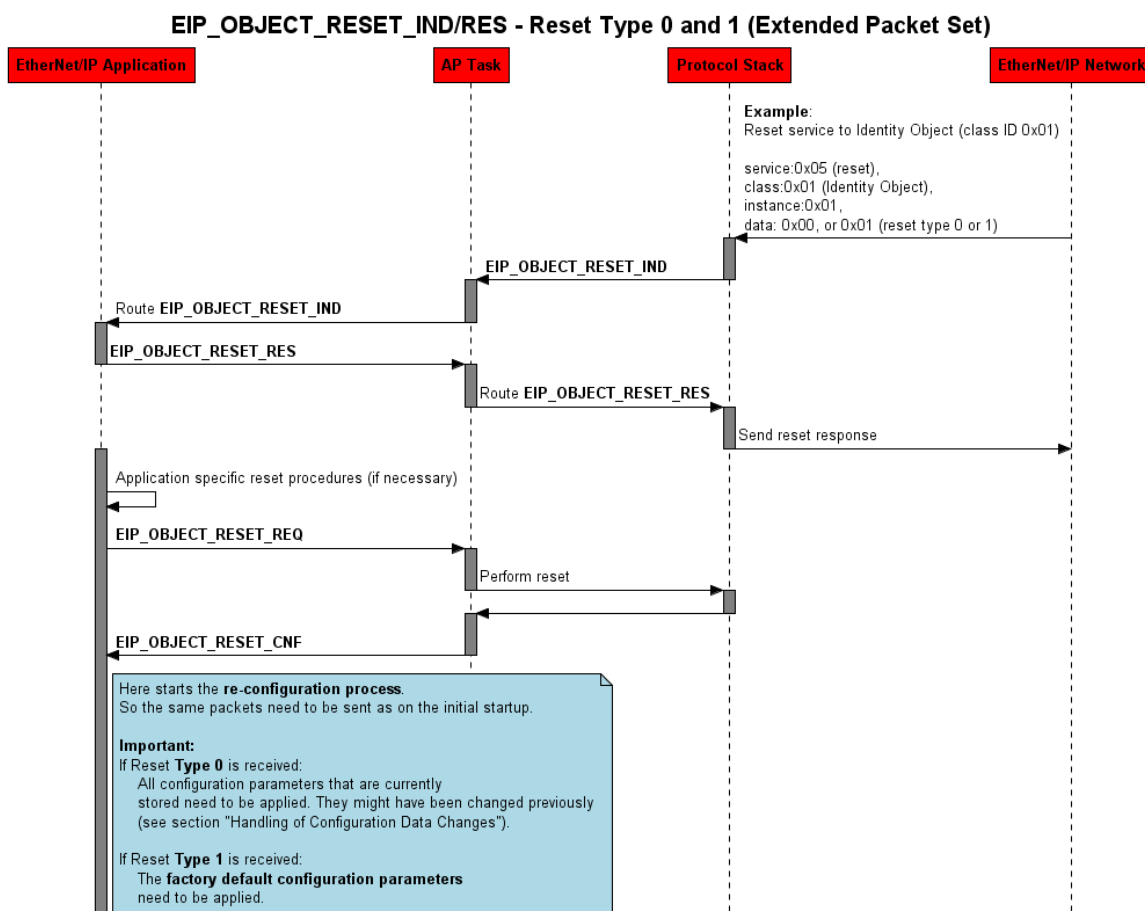 EIP_OBJECT_RESET_IND/RES - Reset Type 0 and 1 (Extended Packet Set)
EtherNet/IP Application
AP Task
Protocol Stack
EtherNet/IP Network
Example:
Reset service to Identity Object (class ID 0x01)
service:0x05 (reset),
class:0x01 (Identity Object),
instance:0x01,
data: 0x00, or 0x01 (reset type 0 or 1)
EIP_OBJECT_RESET_IND
Route EIP_OBJECT_RESET_IND
EIP_OBJECT_RESET_RES
Route EIP_OBJECT_RESET_RES
Send reset response
Application specific reset procedures (if necessary)
EIP_OBJECT_RESET_REQ
Perform reset
EIP_OBJECT_RESET_CNF
Here starts the re-configuration process.
So the same packets need to be sent as on the initial startup.
Important:
If Reset Type 0 is received:
All configuration parameters that are currently
stored need to be applied. They might have been changed previously
(see section "Handling of Configuration Data Changes").
If Reset Type 1 is received:
The factory default configuration parameters
need to be applied.